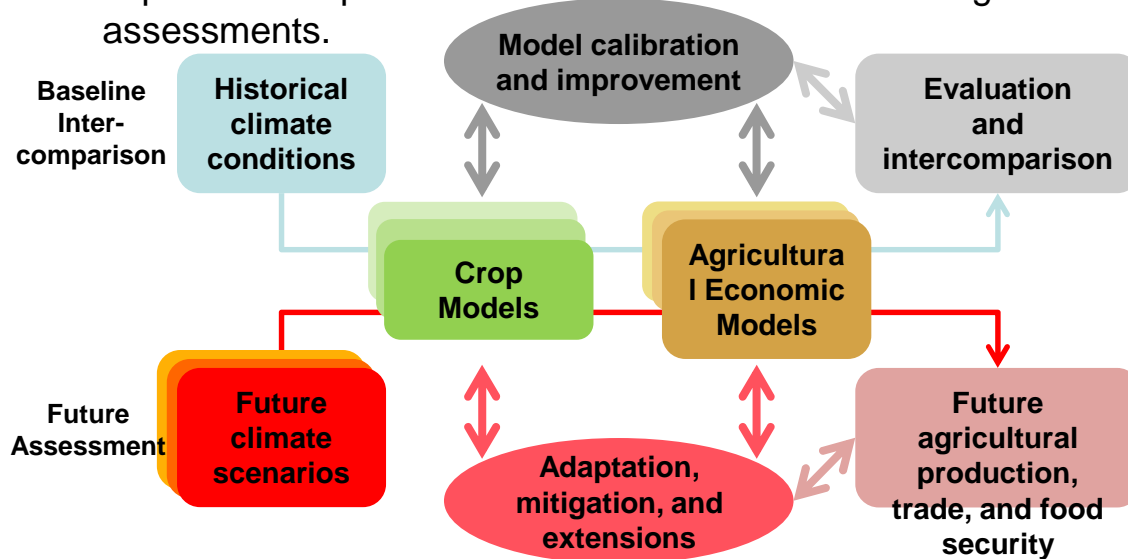 assessments.
Model calibration
and improvement
Baseline
Inter-
comparison
Historical
climate
conditions
Evaluation
and
intercomparison
Crop
Models
Agricultura
l Economic
Models
Future
Assessment
Future
climate
scenarios
Adaptation,
mitigation, and
extensions
Future
agricultural
production,
trade, and food
security